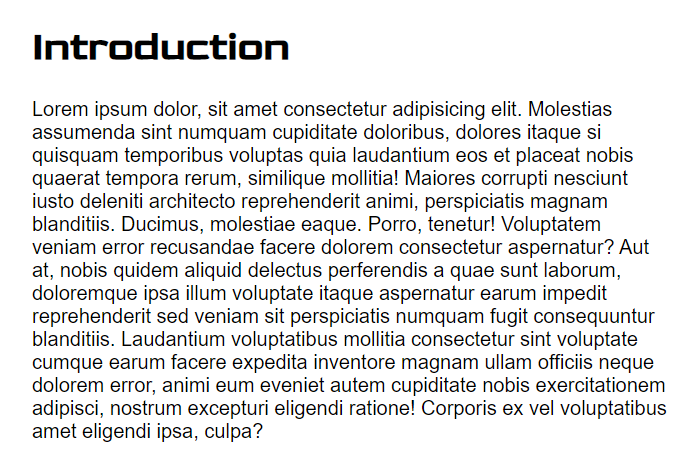 Introduction
Lorem ipsum dolor, sit amet consectetur adipisicing elit. Molestias
assumenda sint numquam cupiditate doloribus, dolores itaque si
quisquam temporibus voluptas quia laudantium eos et placeat nobis
quaerat tempora rerum, similique mollitia! Maiores corrupti nesciunt
iusto deleniti architecto reprehenderit animi, perspiciatis magnam
blanditiis. Ducimus, molestiae eaque. Porro, tenetur! Voluptatem
veniam error recusandae facere dolorem consectetur aspernatur? Aut
at, nobis quidem aliquid delectus perferendis a quae sunt laborum,
doloremque ipsa illum voluptate itaque aspernatur earum impedit
reprehenderit sed veniam sit perspiciatis numquam fugit consequuntur
blanditiis. Laudantium voluptatibus mollitia consectetur sint voluptate
cumque earum facere expedita inventore magnam ullam officiis neque
dolorem error, animi eum eveniet autem cupiditate nobis exercitationem
adipisci, nostrum excepturi eligendi ratione! Corporis ex vel voluptatibus
amet eligendi ipsa, culpa?